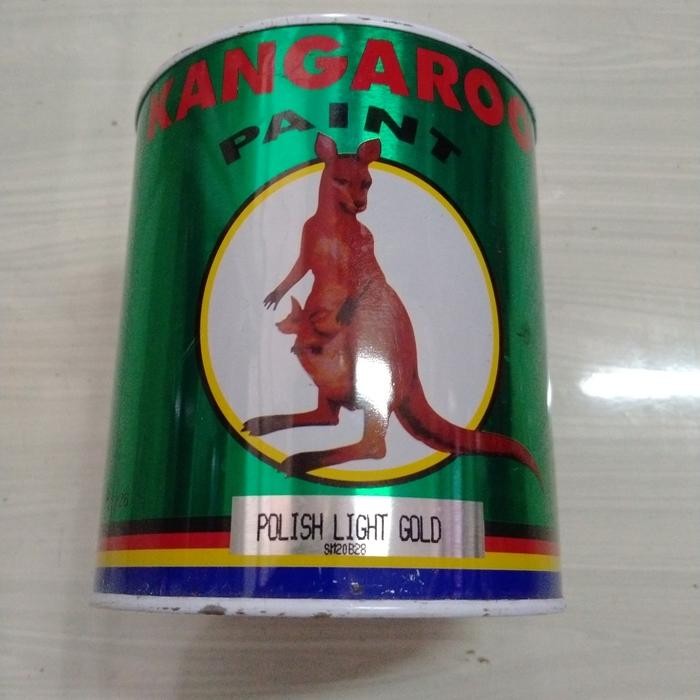 KANGAROO
PAINT
POLISH LIGHT GOLD
SM20B28